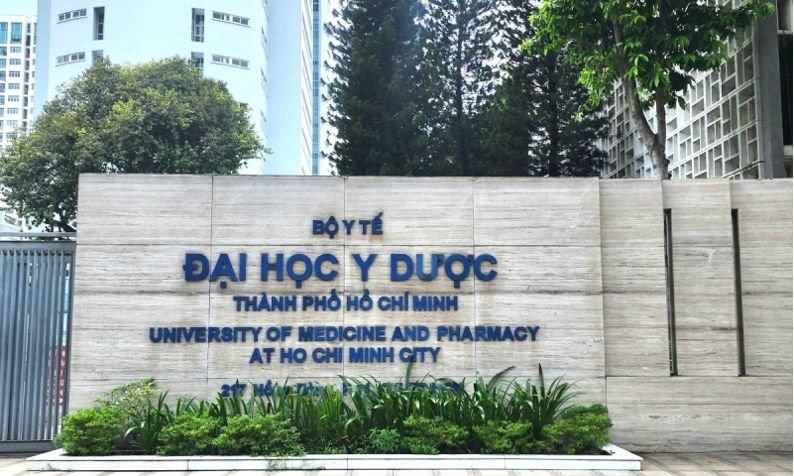 BỘ Y TẾ
ĐẠI HỌC Y DƯỢC
THÀNH PHỐ HỒ CHÍ MINH
UNIVERSITY OF MEDICINE AND PHARMACY
AT HO CHI MINH CITY
217